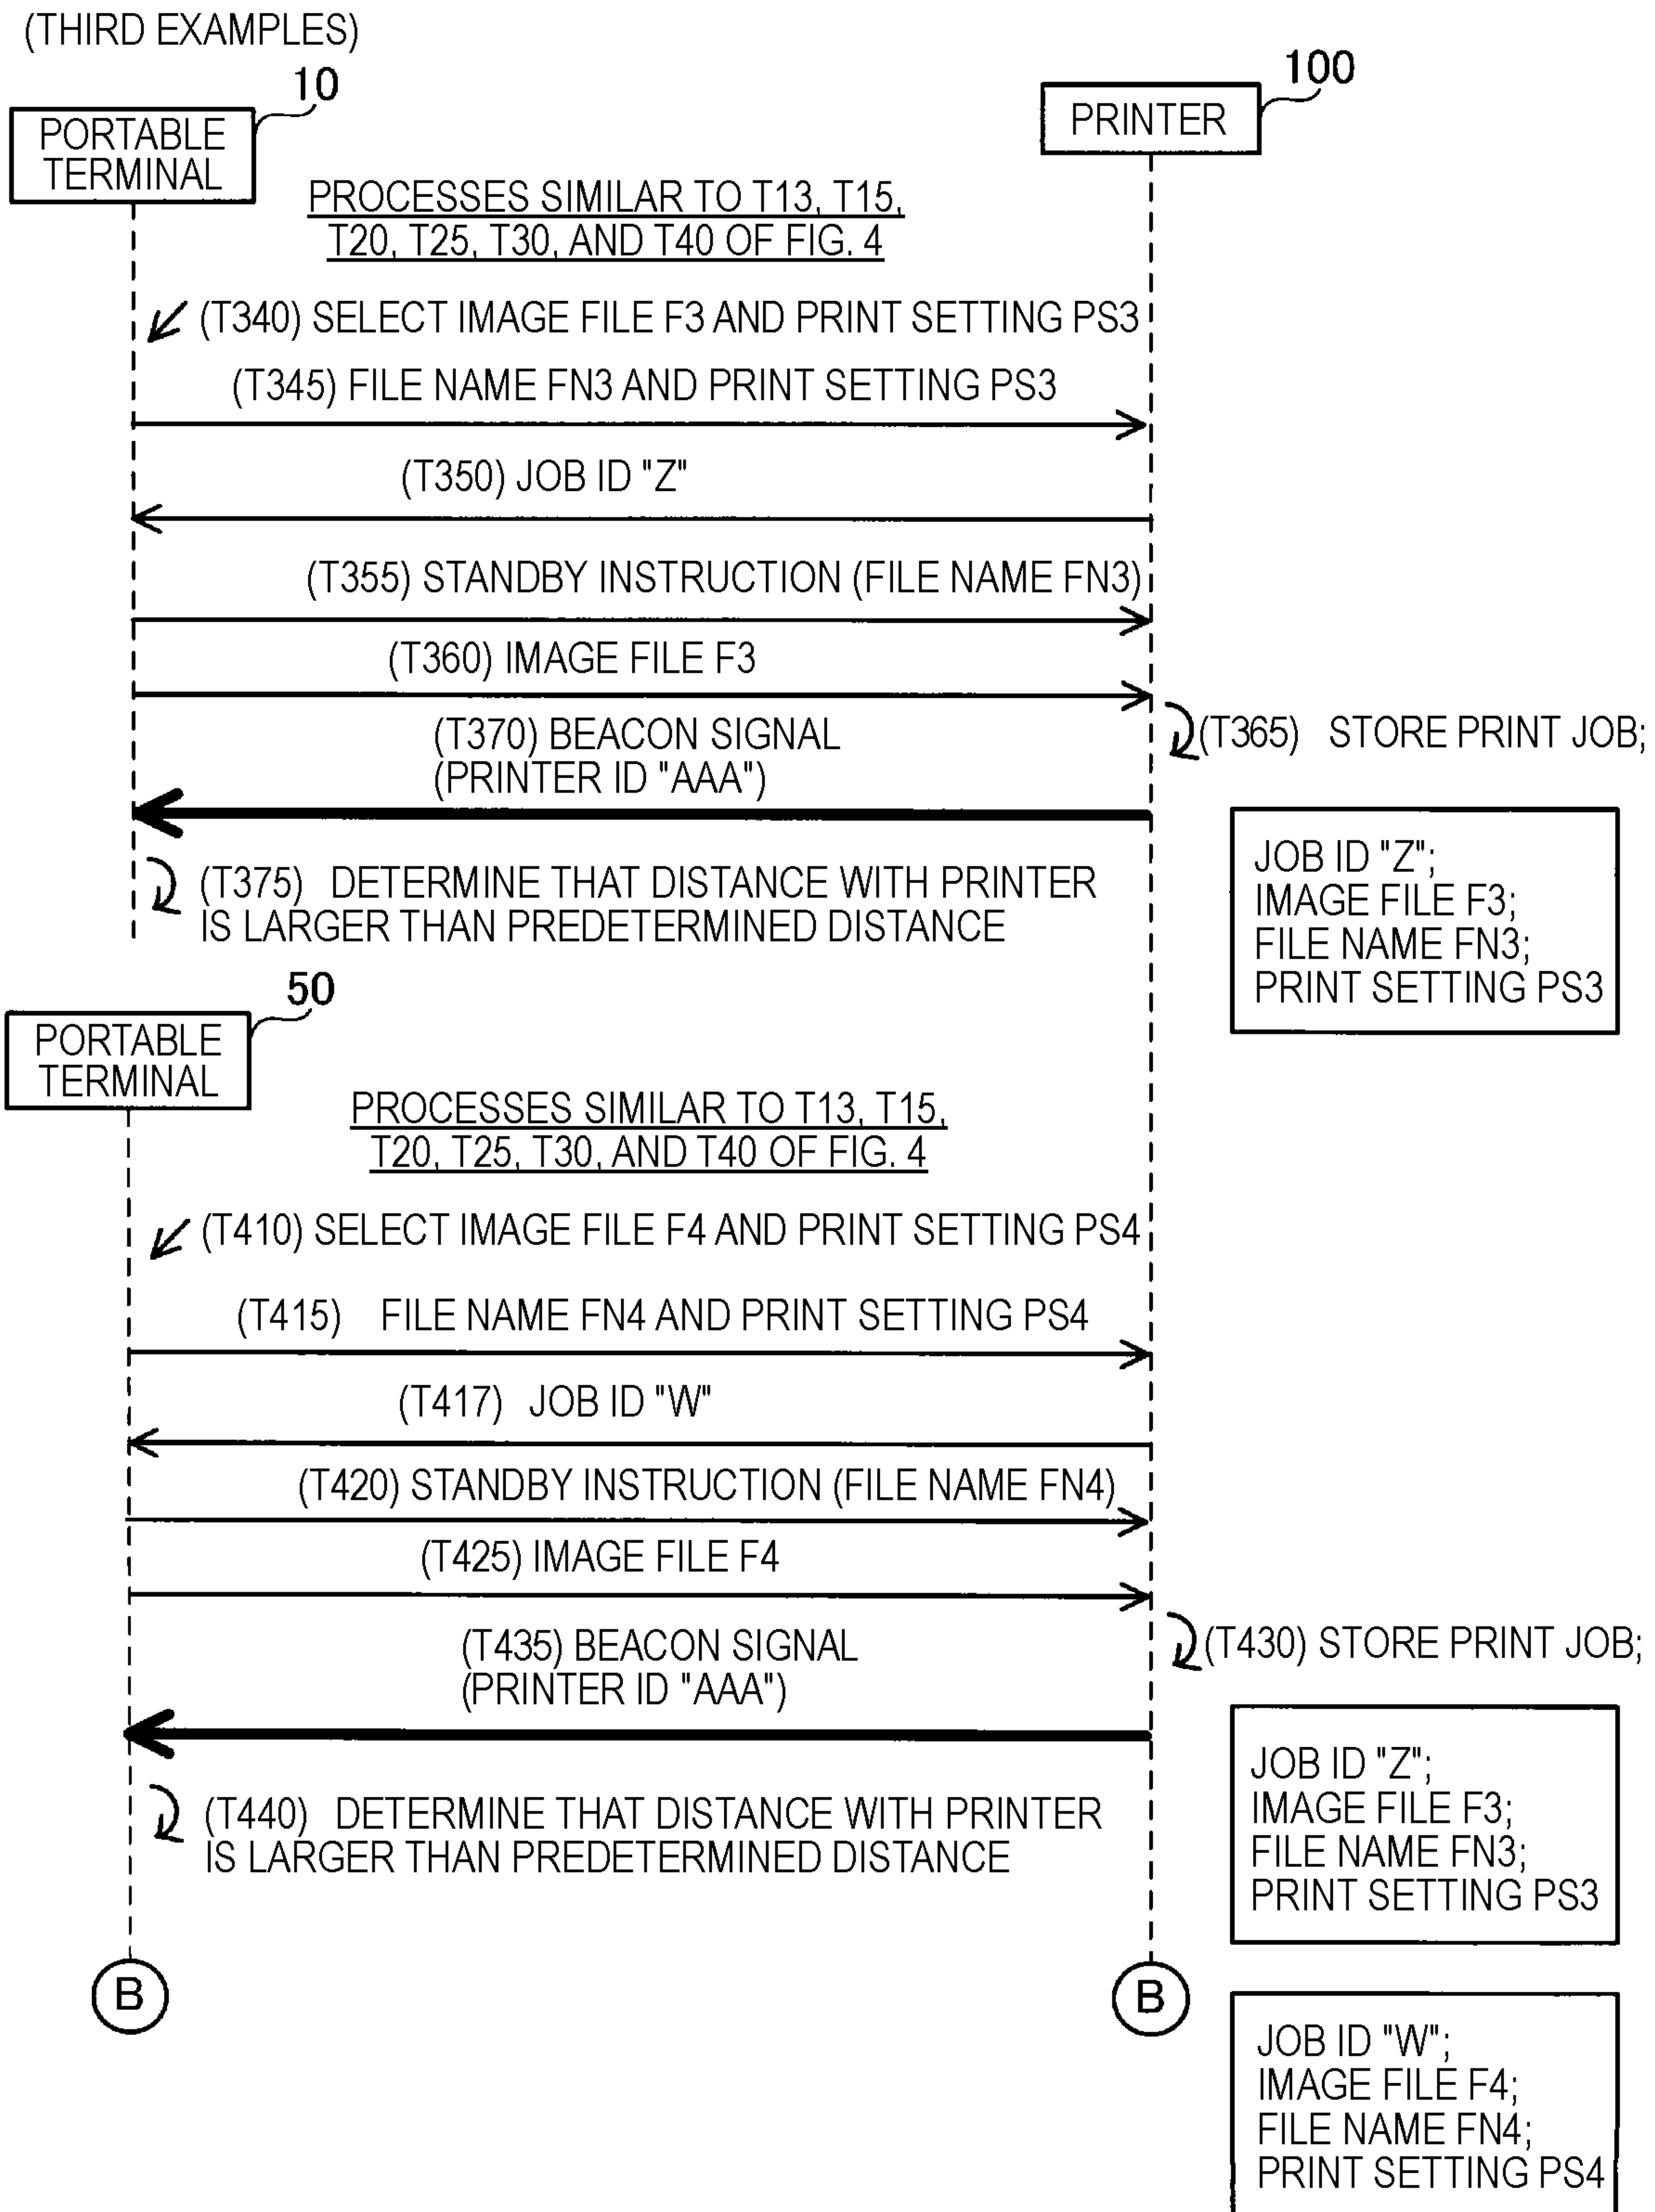 (THIRD EXAMPLES)
10
100
PORTABLE
TERMINAL
PRINTER
PROCESSES SIMILAR TO T13, T15,
T20, T25, T30, AND T40 OF FIG. 4
(T340) SELECT IMAGE FILE F3 AND PRINT SETTING PS3
(T345) FILE NAME FN3 AND PRINT SETTING PS3
(T350) JOB ID "Z"
(T355) STANDBY INSTRUCTION (FILE NAME FN3)
(T360) IMAGE FILE F3
(T365) STORE PRINT JOB;
(T370) BEACON SIGNAL
(PRINTER ID "AAA")
JOB ID "Z";
IMAGE FILE F3;
FILE NAME FN3;
PRINT SETTING PS3
(T375) DETERMINE THAT DISTANCE WITH PRINTER
IS LARGER THAN PREDETERMINED DISTANCE
50
PORTABLE
TERMINAL
PROCESSES SIMILAR TO T13, T15,
T20, T25, T30, AND T40 OF FIG. 4
(T410) SELECT IMAGE FILE F4 AND PRINT SETTING PS4
(T415) FILE NAME FN4 AND PRINT SETTING PS4
(T417) JOB ID "W"
(T420) STANDBY INSTRUCTION (FILE NAME FN4)
(T425) IMAGE FILE F4
(T430) STORE PRINT JOB;
(T435) BEACON SIGNAL
(PRINTER ID "AAA")
JOB ID "Z";
IMAGE FILE F3;
FILE NAME FN3;
PRINT SETTING PS3
(T440) DETERMINE THAT DISTANCE WITH PRINTER
IS LARGER THAN PREDETERMINED DISTANCE
B
B
JOB ID "W";
IMAGE FILE F4;
FILE NAME FN4;
PRINT SETTING PS4